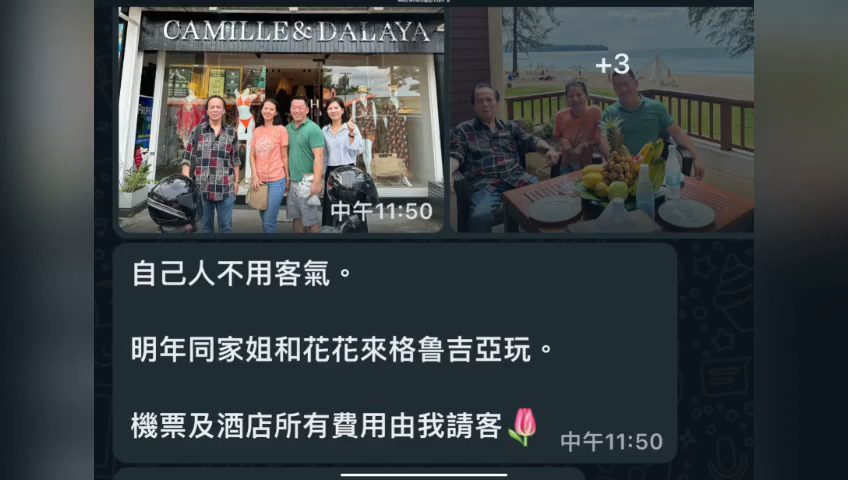 CAMILLE&DALAYA
+3
中午11:50
自己人不用客氣。
明年同家姐和花花來格魯吉亞玩。
機票及酒店所有費用由我請客🌷
中午11:50